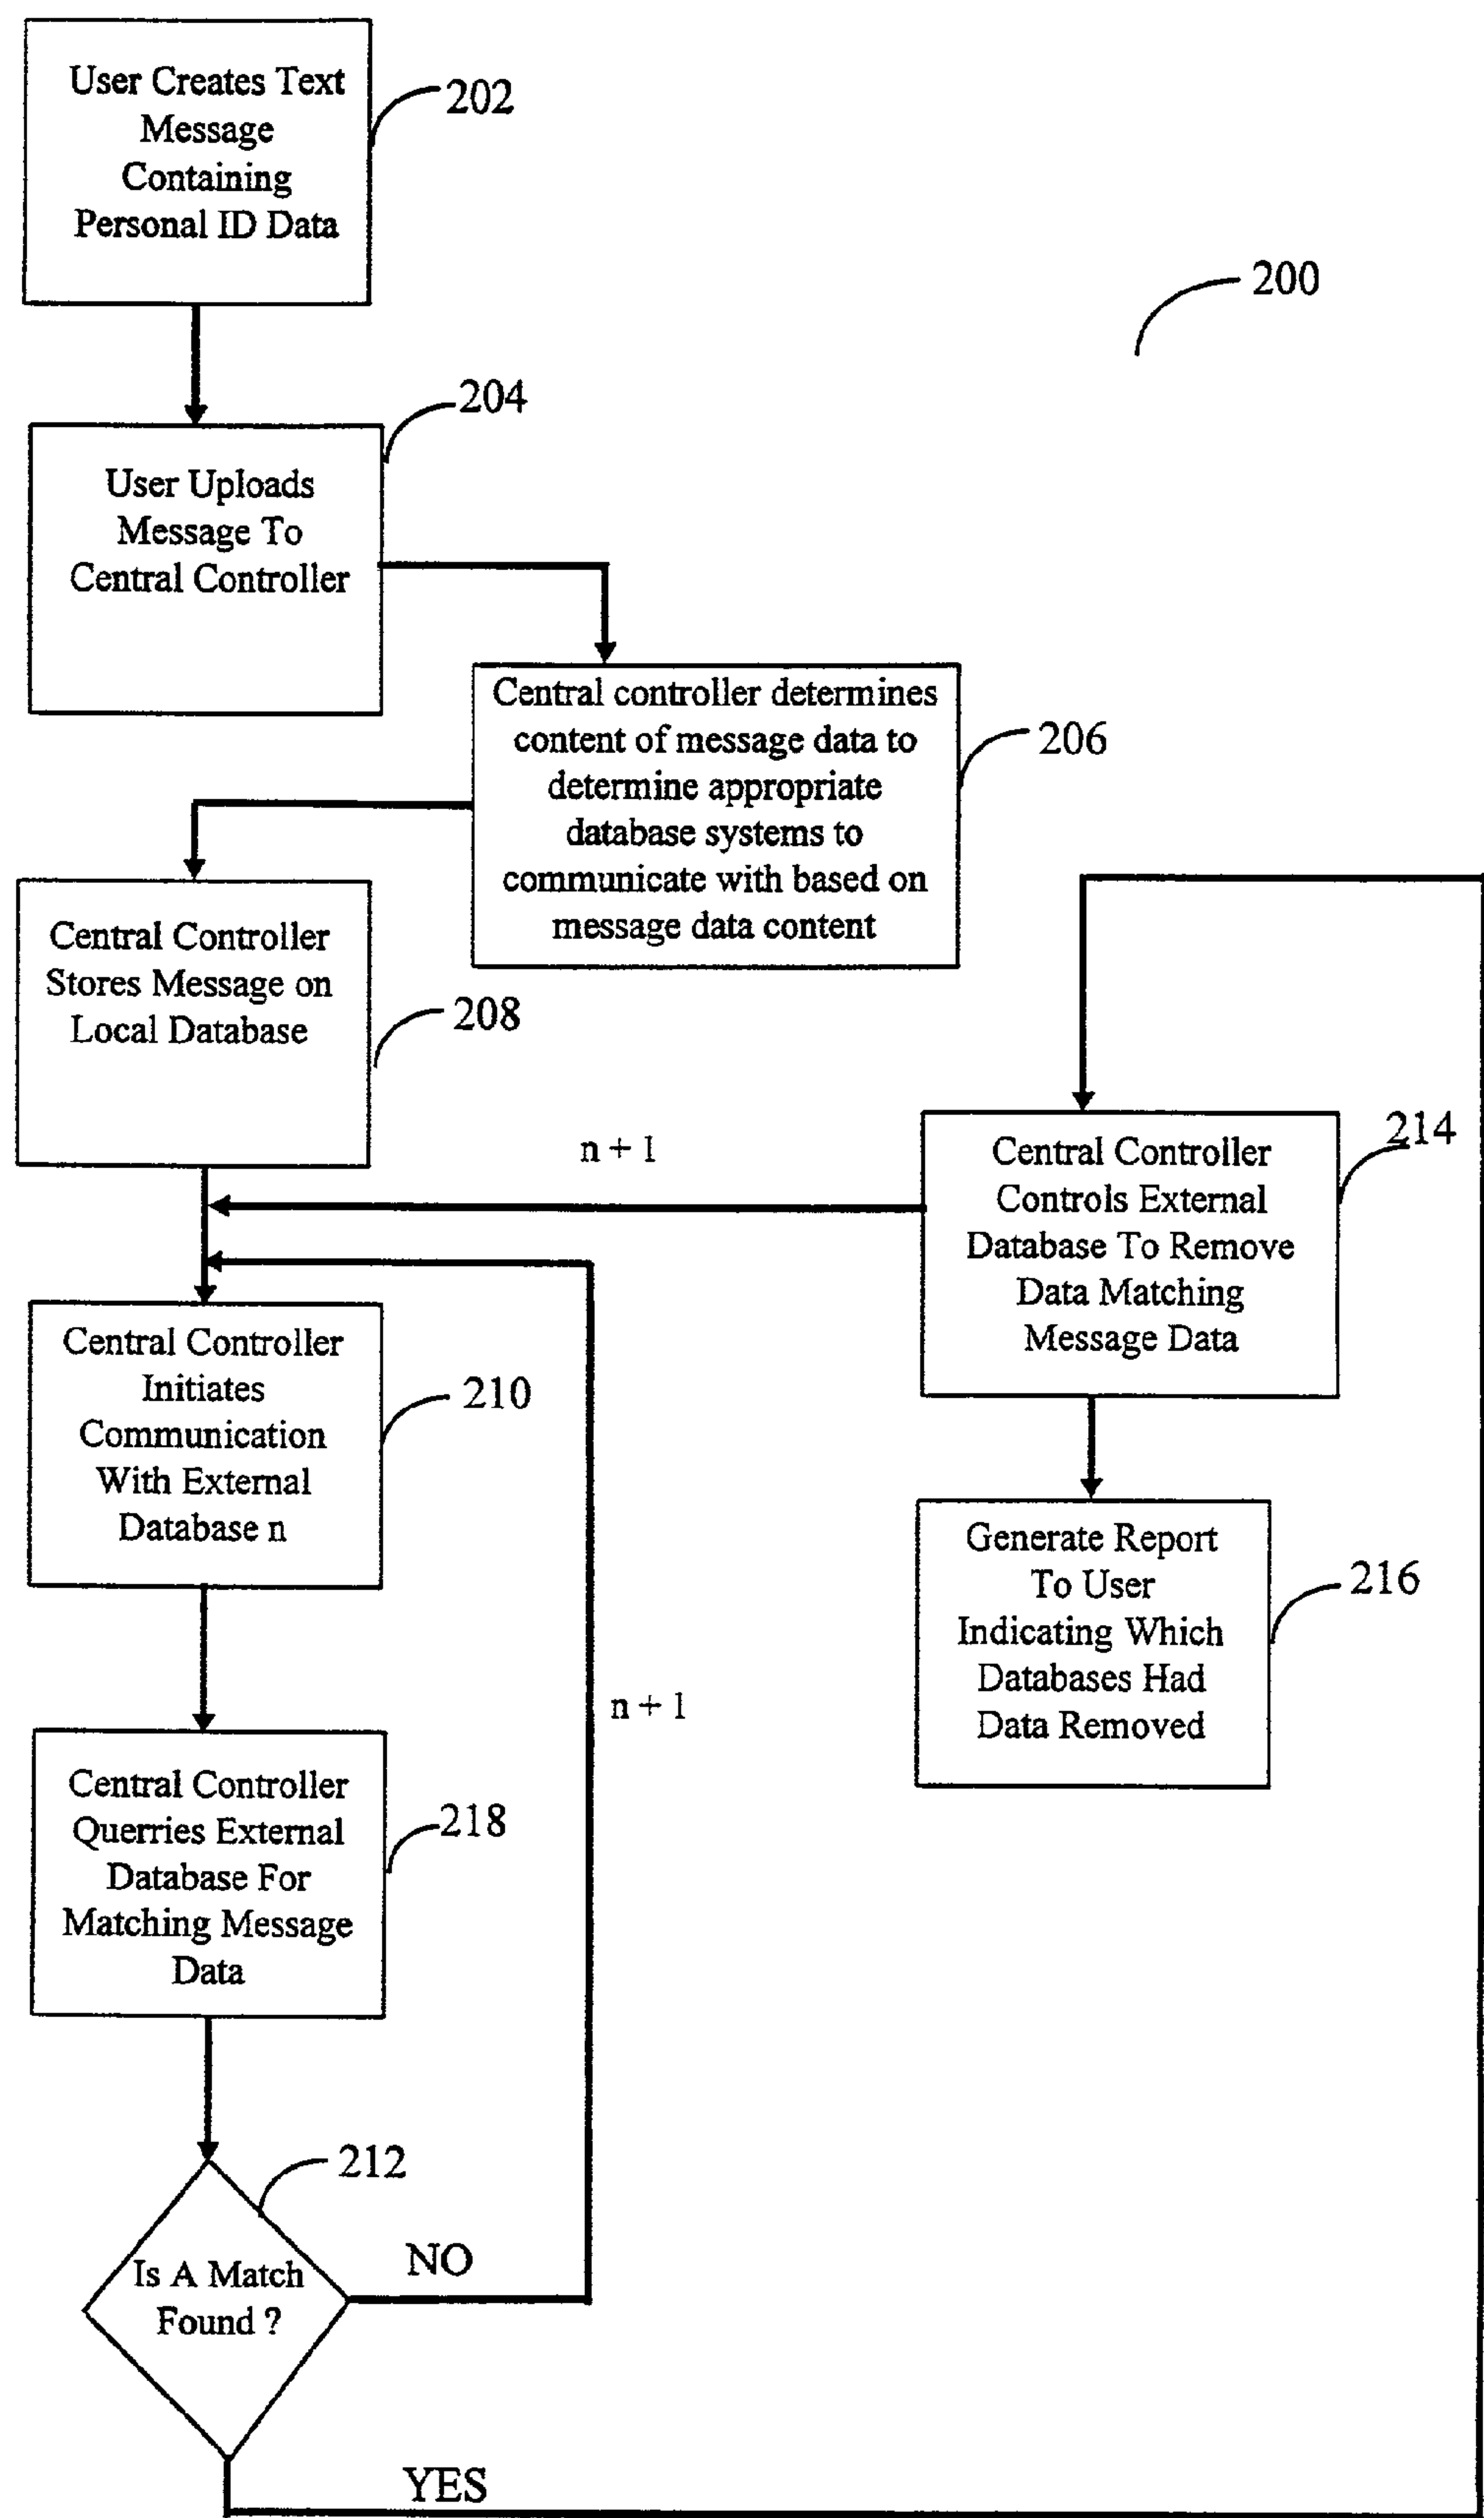 User Creates Text
Message
Containing
Personal ID Data
202
200
204
User Uploads
Message To
Central Controller
Central controller determines
content of message data to
determine appropriate
database systems to
communicate with based on
message data content
206
Central Controller
Stores Message on
Local Database
208
n + 1
Central Controller
Controls External
Database To Remove
Data Matching
Message Data
214
Central Controller
Initiates
Communication
With External
Database n
210
Generate Report
To User
Indicating Which
Databases Had
Data Removed
216
n + 1
Central Controller
Querries External
Database For
Matching Message
Data
218
212
Is A Match
Found ?
NO
YES